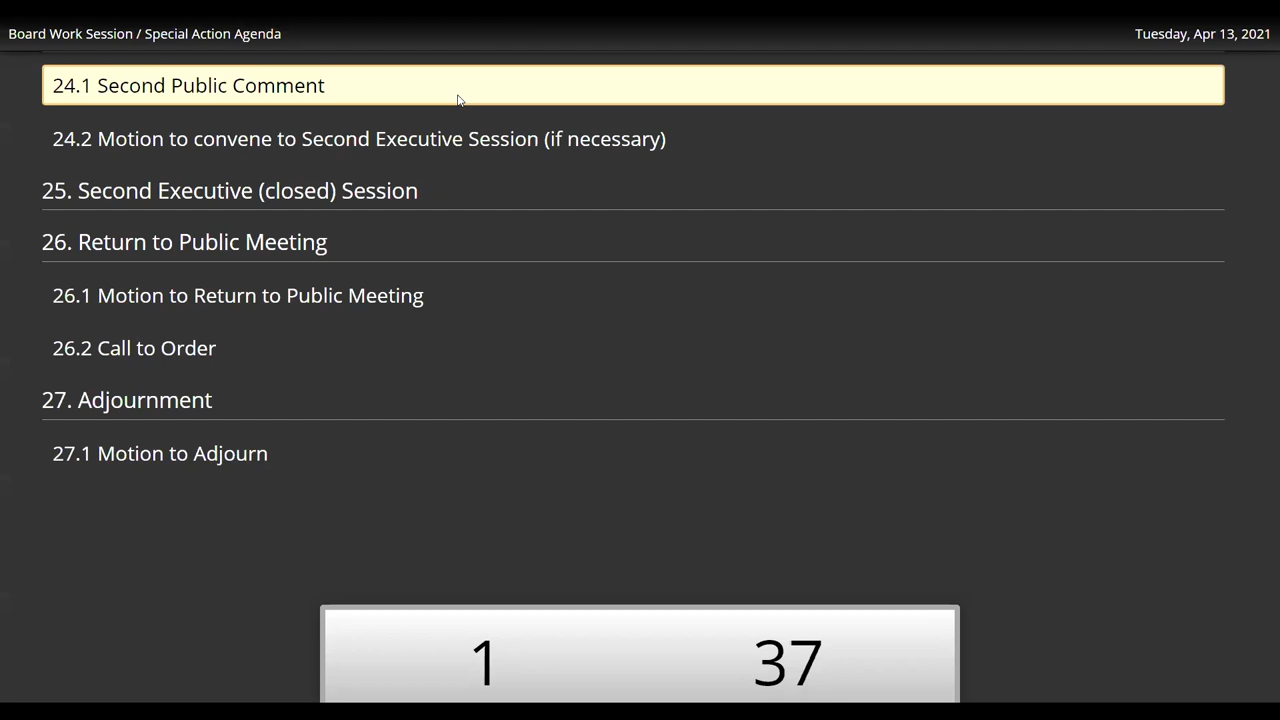 Board Work Session / Special Action Agenda
Tuesday, Apr 13, 2021
24.1 Second Public Comment
24.2 Motion to convene to Second Executive Session (if necessary)
25. Second Executive (closed) Session
26. Return to Public Meeting
26.1 Motion to Return to Public Meeting
26.2 Call to Order
27. Adjournment
27.1 Motion to Adjourn
1 37